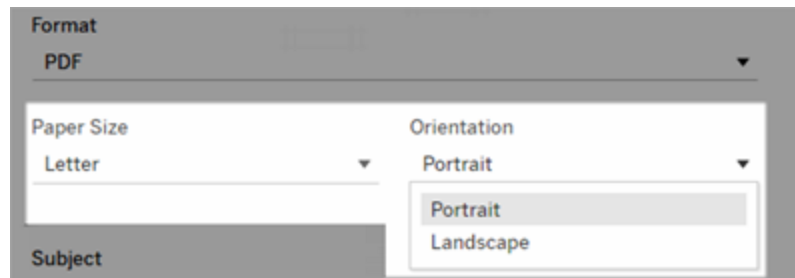 Format
PDF
Paper Size
Letter
Orientation
Portrait
Portrait
Landscape
Subject